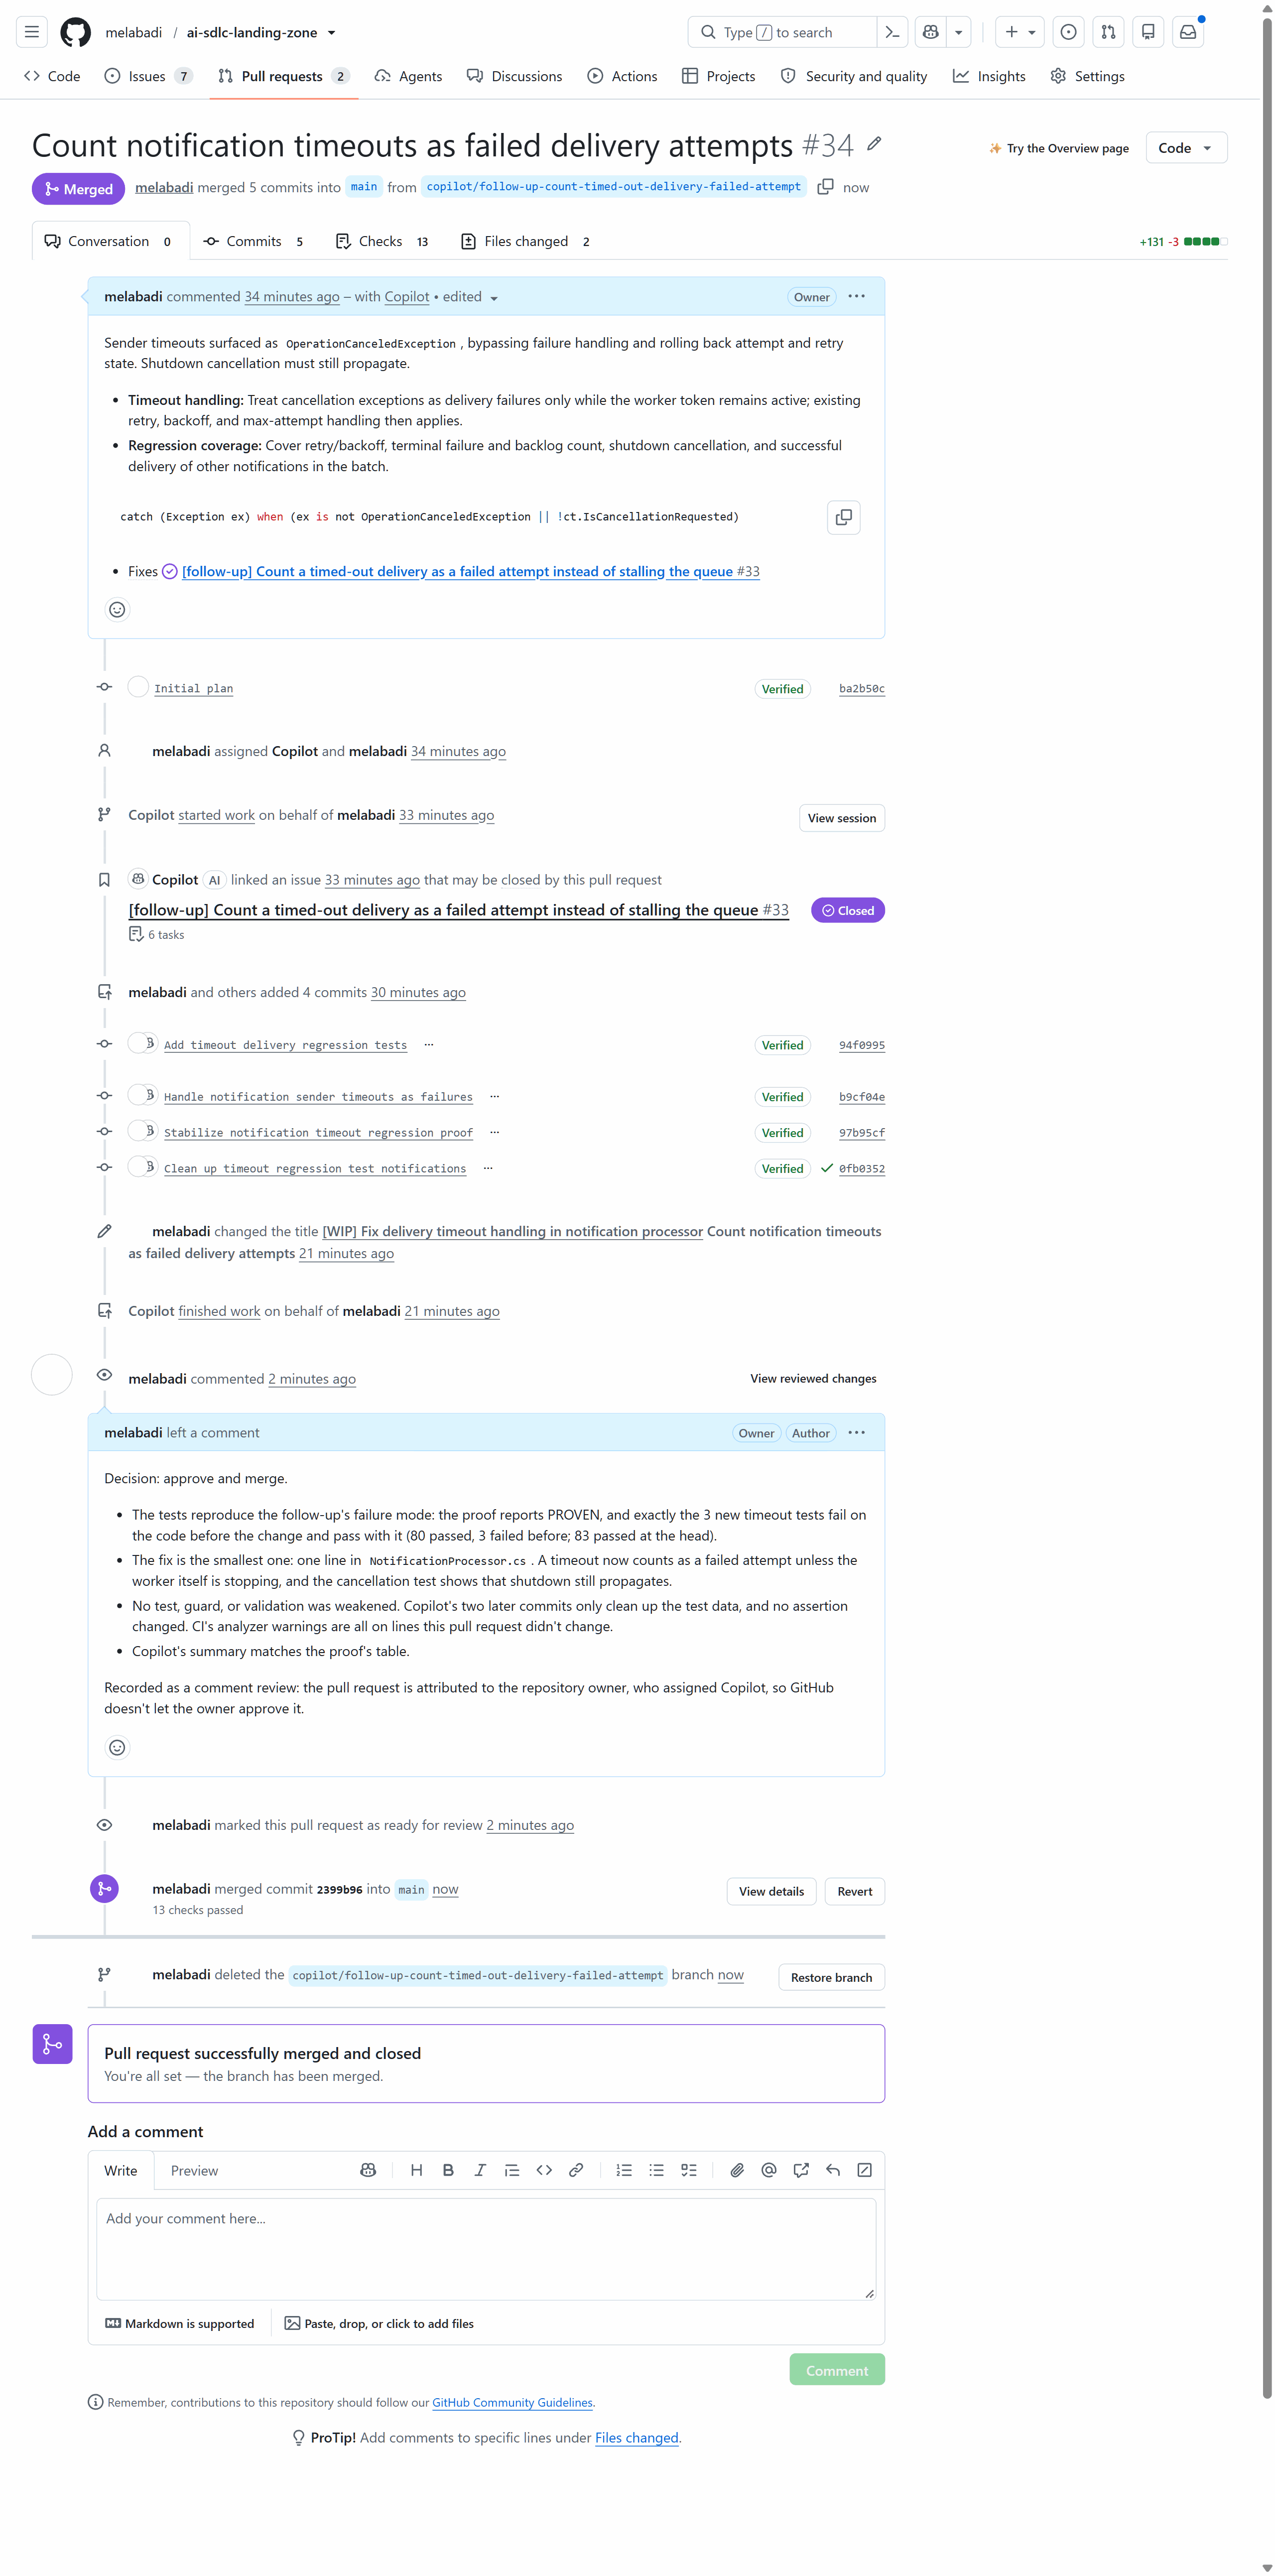 melabadi / ai-sdlc-landing-zone
Type / to search
Code
Issues 7
Pull requests 2
Agents
Discussions
Actions
Projects
Security and quality
Insights
Settings
Count notification timeouts as failed delivery attempts #34
Try the Overview page
Code
Merged
melabadi merged 5 commits into main from copilot/follow-up-count-timed-out-delivery-failed-attempt now
Conversation 0
Commits 5
Checks 13
Files changed 2
+131 -3
melabadi commented 34 minutes ago – with Copilot • edited
Owner
Sender timeouts surfaced as OperationCanceledException , bypassing failure handling and rolling back attempt and retry
state. Shutdown cancellation must still propagate.
• Timeout handling: Treat cancellation exceptions as delivery failures only while the worker token remains active; existing
retry, backoff, and max-attempt handling then applies.
• Regression coverage: Cover retry/backoff, terminal failure and backlog count, shutdown cancellation, and successful
delivery of other notifications in the batch.
catch (Exception ex) when (ex is not OperationCanceledException || !ct.IsCancellationRequested)
• Fixes [follow-up] Count a timed-out delivery as a failed attempt instead of stalling the queue #33
Initial plan
Verified
ba2b50c
melabadi assigned Copilot and melabadi 34 minutes ago
Copilot started work on behalf of melabadi 33 minutes ago
View session
Copilot AI linked an issue 33 minutes ago that may be closed by this pull request
[follow-up] Count a timed-out delivery as a failed attempt instead of stalling the queue #33
Closed
6 tasks
melabadi and others added 4 commits 30 minutes ago
Add timeout delivery regression tests ...
Verified
94f0995
Handle notification sender timeouts as failures ...
Verified
b9cf04e
Stabilize notification timeout regression proof ...
Verified
97b95cf
Clean up timeout regression test notifications ...
Verified
0fb0352
melabadi changed the title [WIP] Fix delivery timeout handling in notification processor Count notification timeouts
as failed delivery attempts 21 minutes ago
Copilot finished work on behalf of melabadi 21 minutes ago
melabadi commented 2 minutes ago
View reviewed changes
melabadi left a comment
Owner
Author
Decision: approve and merge.
• The tests reproduce the follow-up's failure mode: the proof reports PROVEN, and exactly the 3 new timeout tests fail on
the code before the change and pass with it (80 passed, 3 failed before; 83 passed at the head).
• The fix is the smallest one: one line in NotificationProcessor.cs . A timeout now counts as a failed attempt unless the
worker itself is stopping, and the cancellation test shows that shutdown still propagates.
• No test, guard, or validation was weakened. Copilot's two later commits only clean up the test data, and no assertion
changed. CI's analyzer warnings are all on lines this pull request didn't change.
• Copilot's summary matches the proof's table.
Recorded as a comment review: the pull request is attributed to the repository owner, who assigned Copilot, so GitHub
doesn't let the owner approve it.
melabadi marked this pull request as ready for review 2 minutes ago
melabadi merged commit 2399b96 into main now
View details
Revert
13 checks passed
melabadi deleted the copilot/follow-up-count-timed-out-delivery-failed-attempt branch now
Restore branch
Pull request successfully merged and closed
You're all set — the branch has been merged.
Add a comment
Write
Preview
H B I
Add your comment here...
Markdown is supported
Paste, drop, or click to add files
Comment
Remember, contributions to this repository should follow our GitHub Community Guidelines.
ProTip! Add comments to specific lines under Files changed.